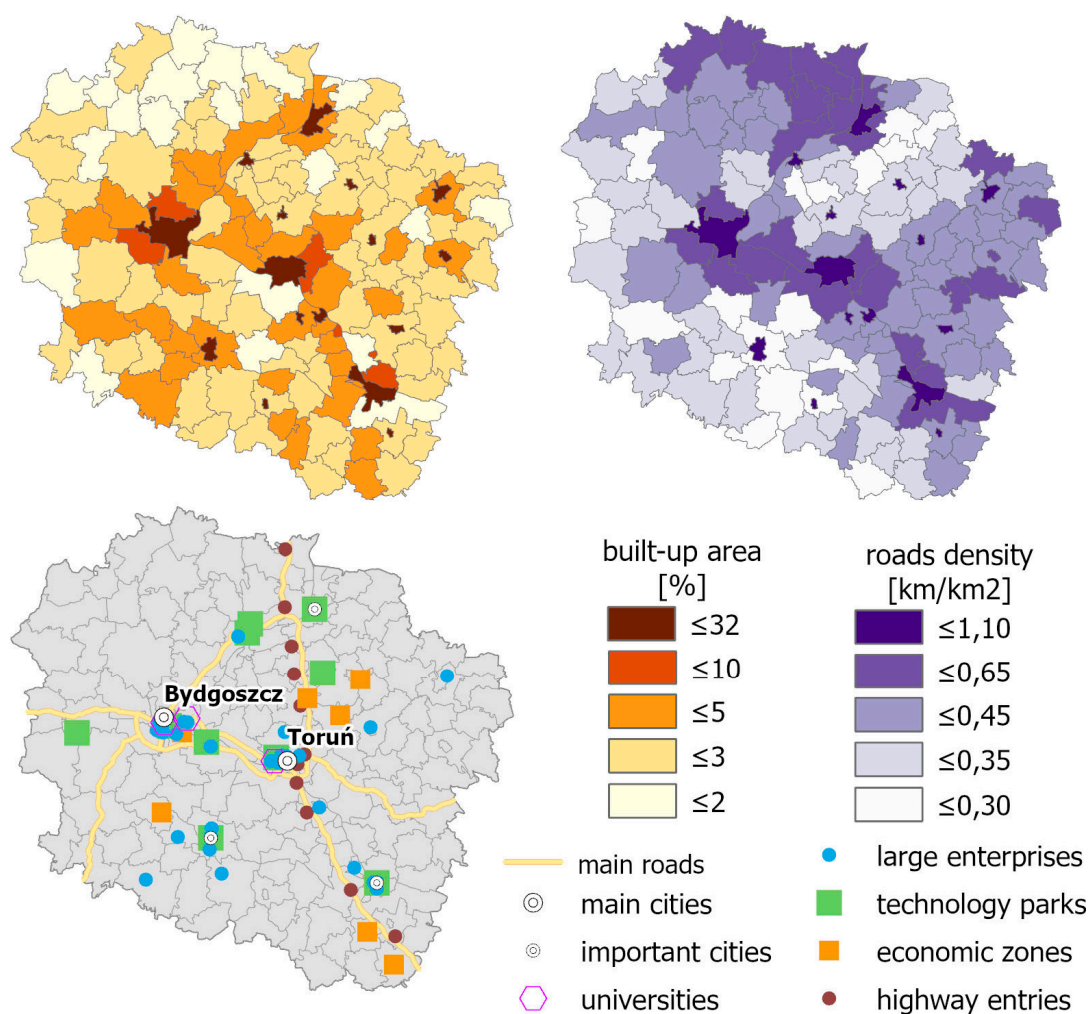 Bydgoszcz
Toruń
built-up area
[%]
≤32
≤10
≤5
≤3
≤2
roads density
[km/km2]
≤1,10
≤0,65
≤0,45
≤0,35
≤0,30
main roads
main cities
important cities
universities
large enterprises
technology parks
economic zones
highway entries